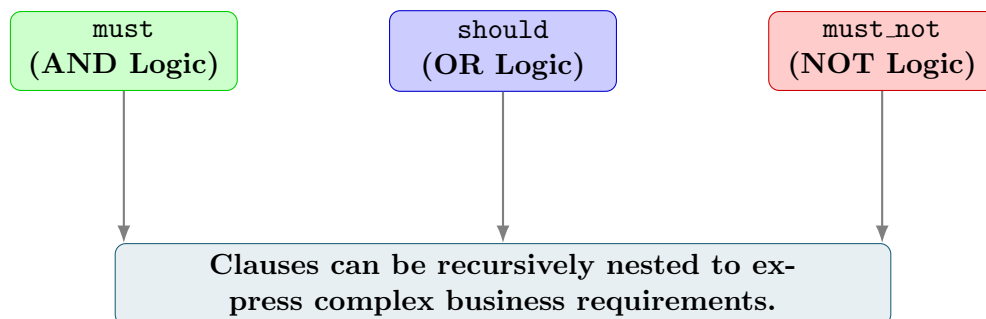 must
(AND Logic)
should
(OR Logic)
must_not
(NOT Logic)
Clauses can be recursively nested to ex-
press complex business requirements.